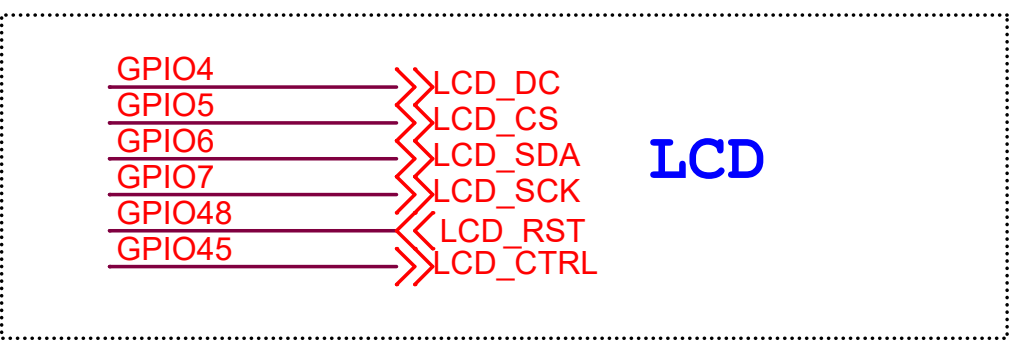 GPIO4
LCD_DC
GPIO5
LCD_CS
GPIO6
LCD_SDA
GPIO7
LCD_SCK
GPIO48
LCD_RST
GPIO45
LCD_CTRL
LCD